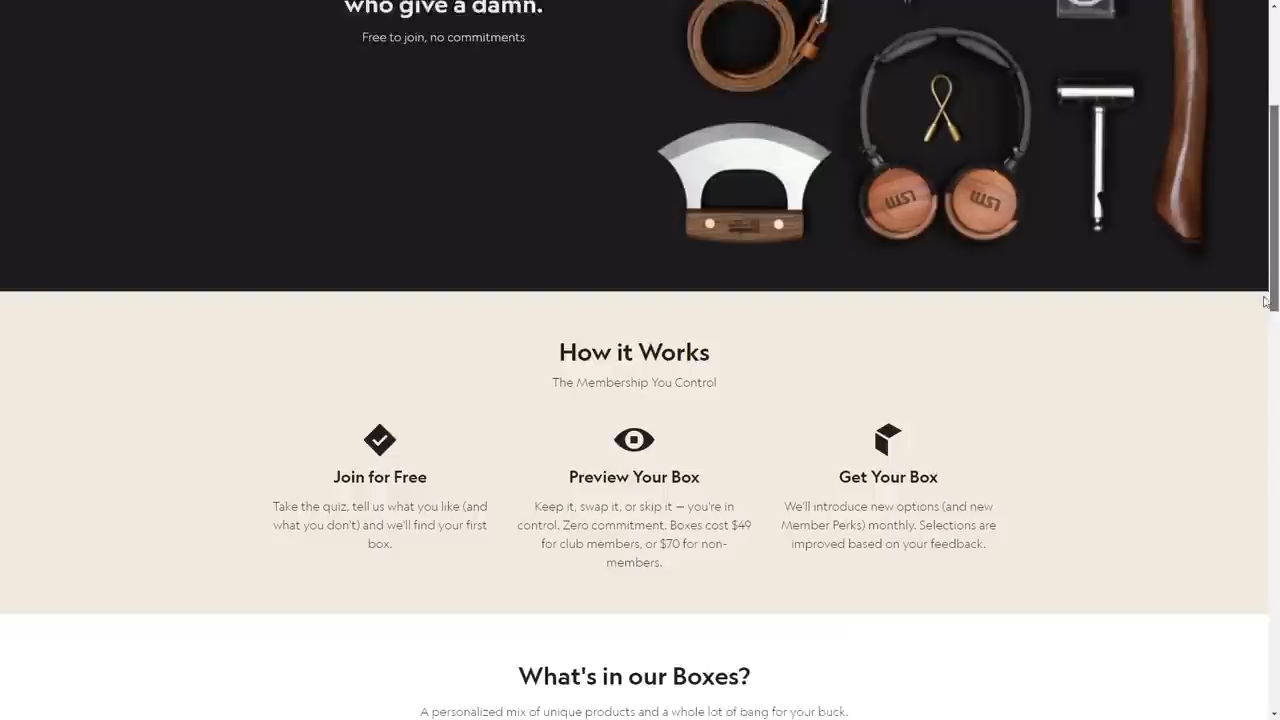 who give a damn.
Free to join, no commitments
LSTN
LSTN
How it Works
The Membership You Control
Join for Free
Preview Your Box
Get Your Box
Take the quiz, tell us what you like (and
what you don't) and we'll find your first
box.
Keep it, swap it, or skip it – you're in
control. Zero commitment. Boxes cost $49
for club members, or $70 for non-
members.
We'll introduce new options (and new
Member Perks) monthly. Selections are
improved based on your feedback.
What's in our Boxes?
A personalized mix of unique products and a whole lot of bang for your buck.